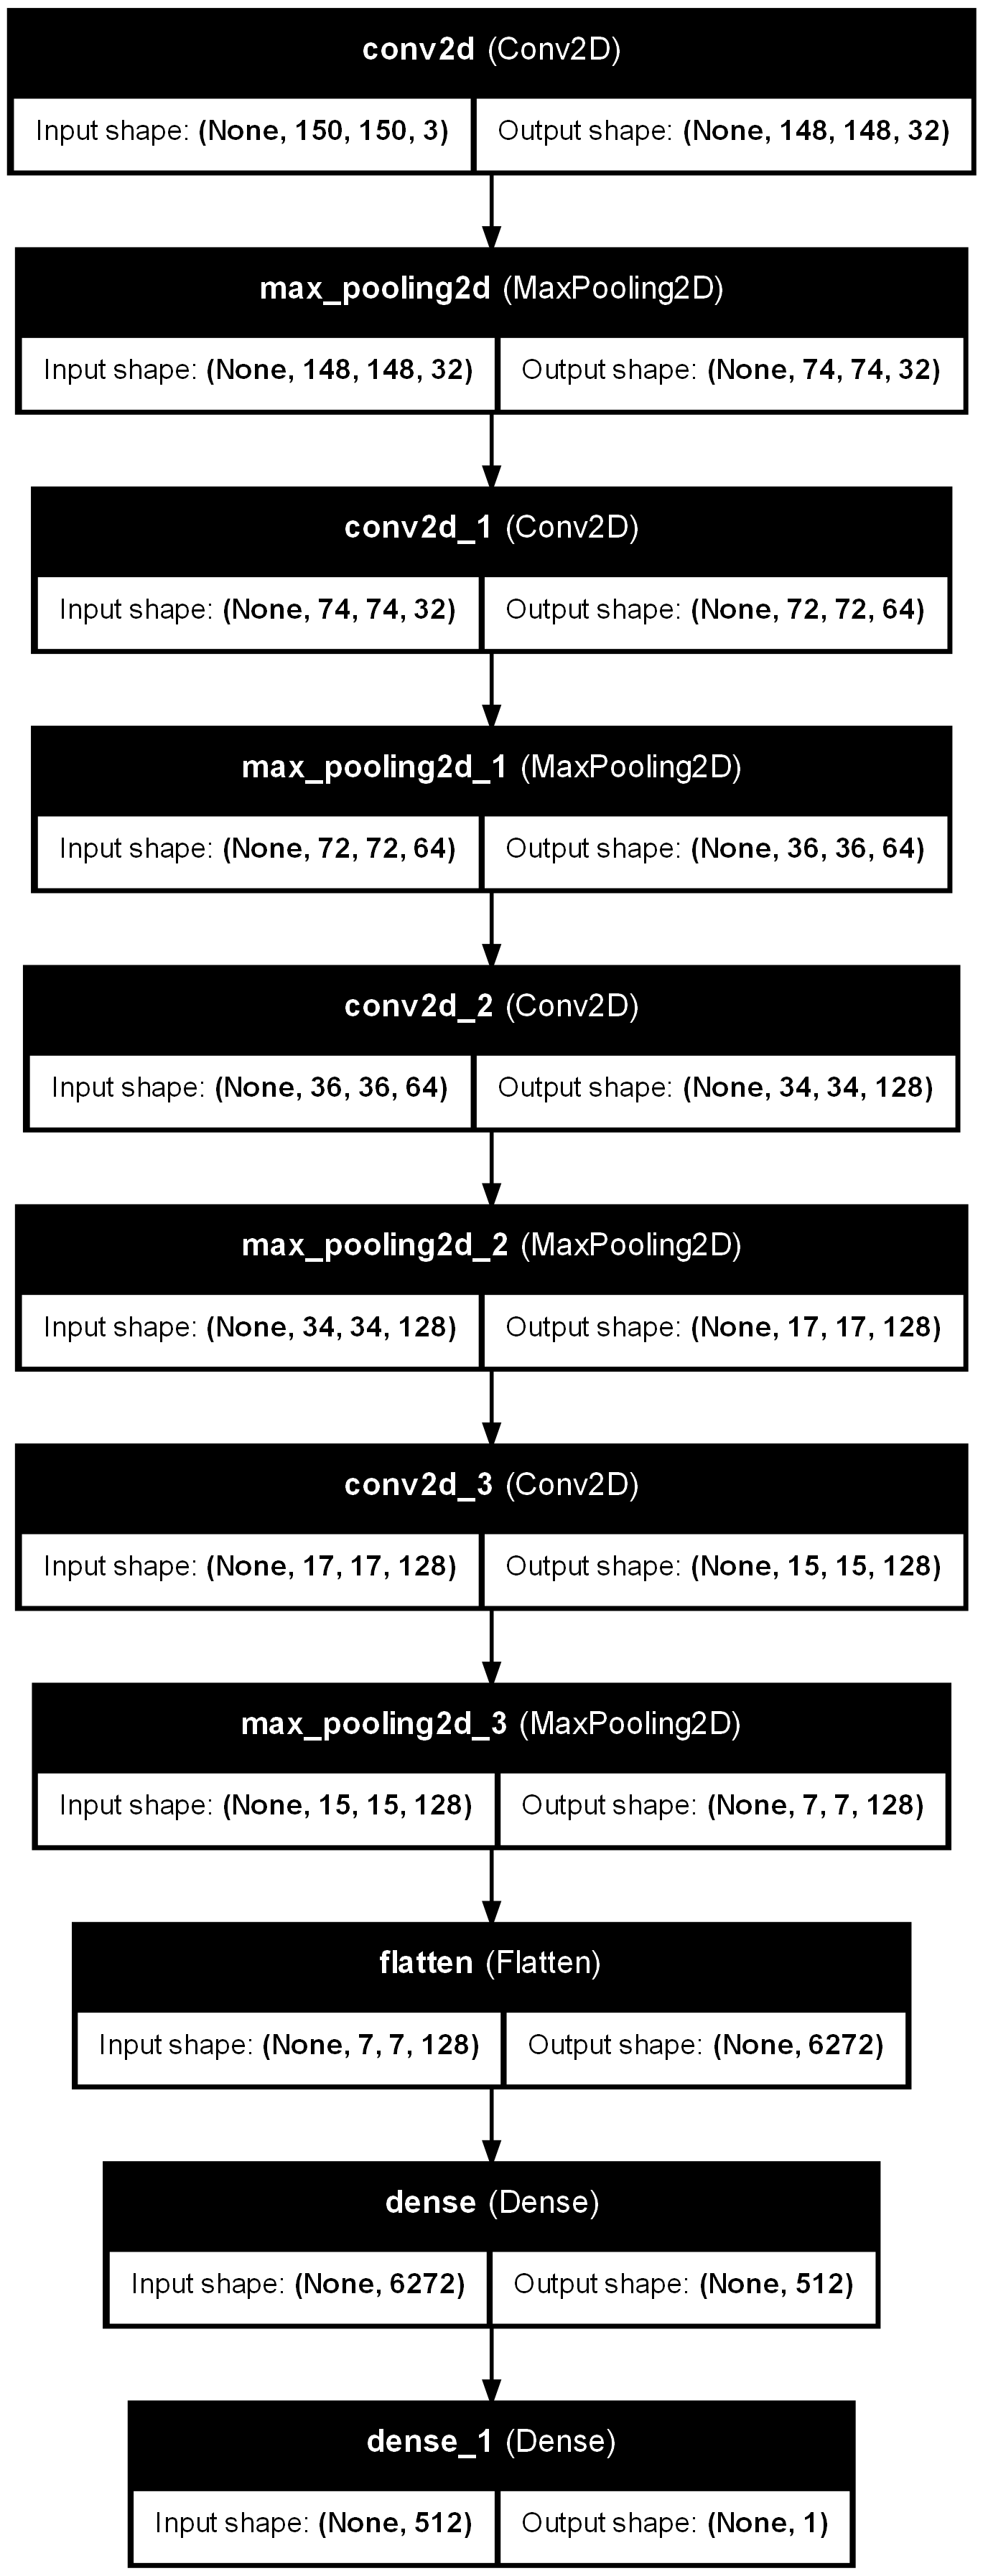 conv2d (Conv2D)
Input shape: (None, 150, 150, 3) Output shape: (None, 148, 148, 32)
max_pooling2d (MaxPooling2D)
Input shape: (None, 148, 148, 32) Output shape: (None, 74, 74, 32)
conv2d_1 (Conv2D)
Input shape: (None, 74, 74, 32) Output shape: (None, 72, 72, 64)
max_pooling2d_1 (MaxPooling2D)
Input shape: (None, 72, 72, 64) Output shape: (None, 36, 36, 64)
conv2d_2 (Conv2D)
Input shape: (None, 36, 36, 64) Output shape: (None, 34, 34, 128)
max_pooling2d_2 (MaxPooling2D)
Input shape: (None, 34, 34, 128) Output shape: (None, 17, 17, 128)
conv2d_3 (Conv2D)
Input shape: (None, 17, 17, 128) Output shape: (None, 15, 15, 128)
max_pooling2d_3 (MaxPooling2D)
Input shape: (None, 15, 15, 128) Output shape: (None, 7, 7, 128)
flatten (Flatten)
Input shape: (None, 7, 7, 128) Output shape: (None, 6272)
dense (Dense)
Input shape: (None, 6272) Output shape: (None, 512)
dense_1 (Dense)
Input shape: (None, 512) Output shape: (None, 1)